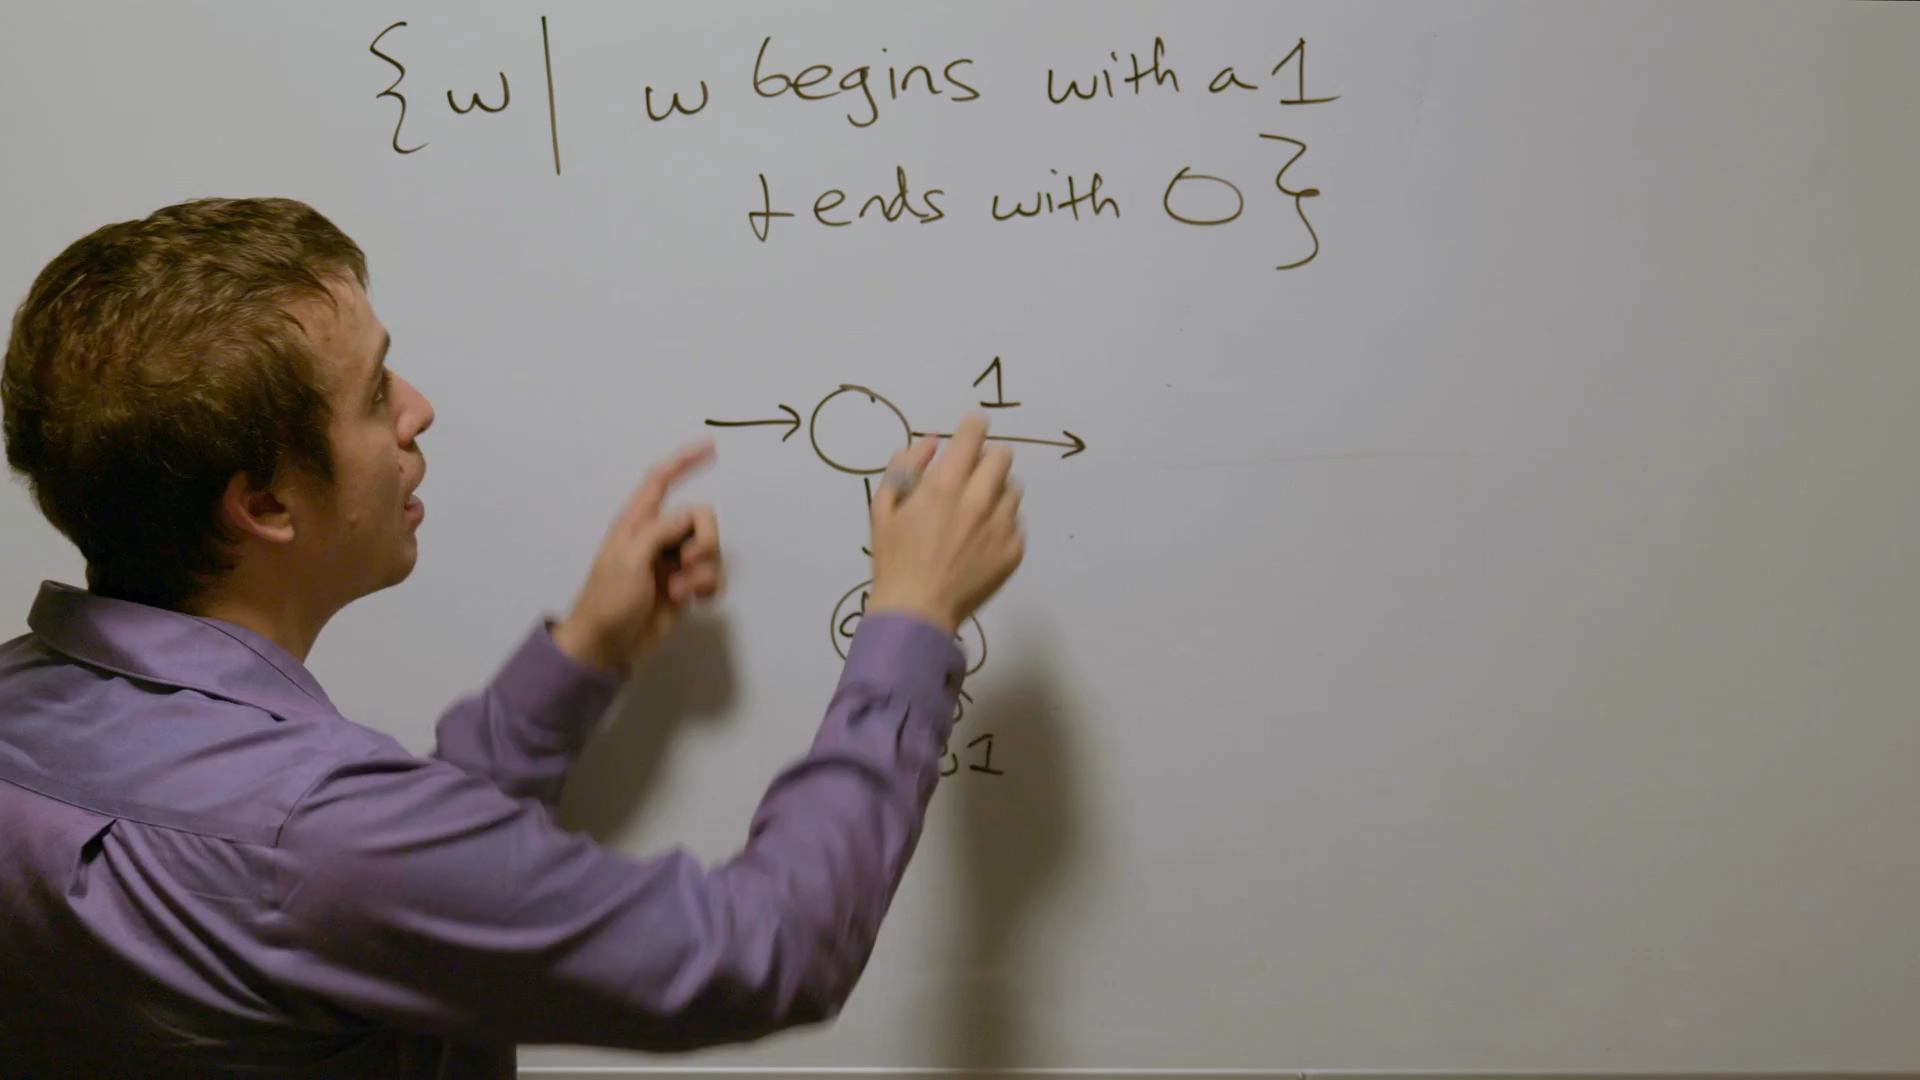 {w| w begins with a 1
+ ends with 0}
1
1